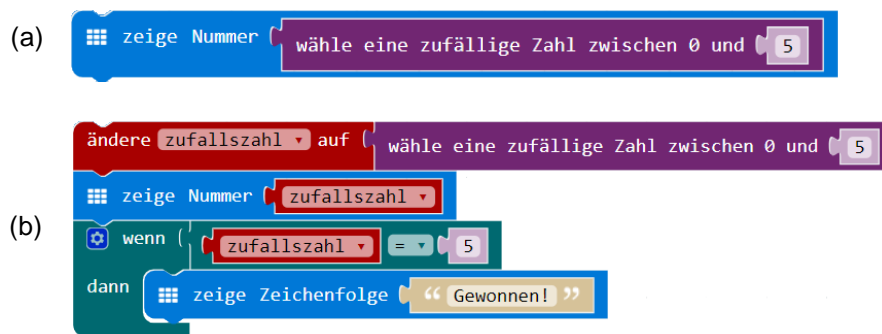 (a) zeige Nummer wähle eine zufällige Zahl zwischen 0 und 5
ändere zufallszahl ▾ auf wähle eine zufällige Zahl zwischen 0 und 5
zeige Nummer zufallszahl ▾
(b) wenn zufallszahl ▾ = ▾ 5
dann zeige Zeichenfolge “ Gewonnen! ”